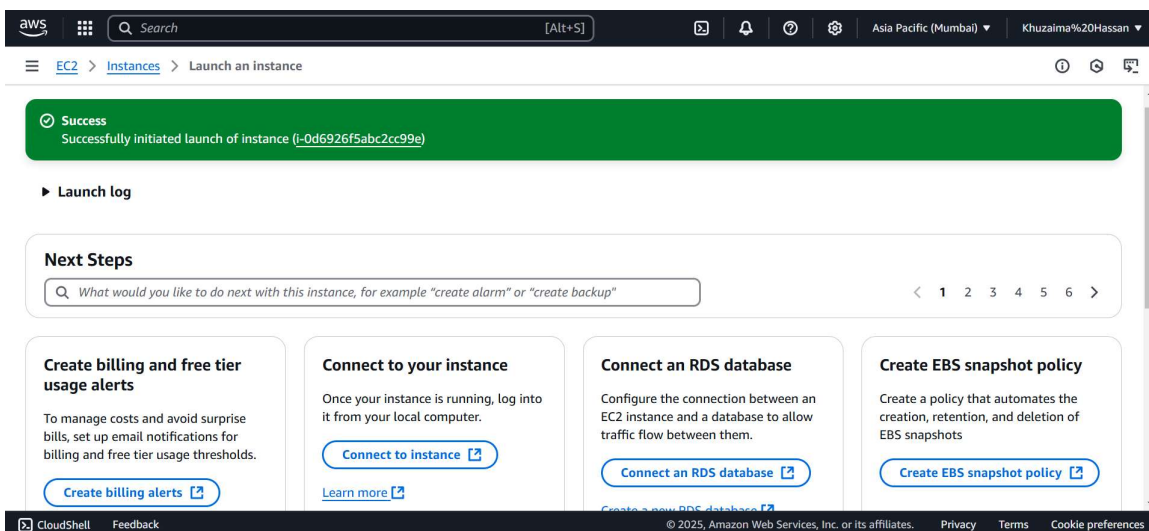 aws
Search [Alt+S]
Asia Pacific (Mumbai) ▼ Khuzaima%20Hassan ▼
EC2 > Instances > Launch an instance
Success
Successfully initiated launch of instance (i-0d6926f5abc2cc99e)
Launch log
Next Steps
What would you like to do next with this instance, for example “create alarm” or “create backup”
< 1 2 3 4 5 6 >
Create billing and free tier
usage alerts
To manage costs and avoid surprise
bills, set up email notifications for
billing and free tier usage thresholds.
Create billing alerts
Connect to your instance
Once your instance is running, log into
it from your local computer.
Connect to instance
Learn more
Connect an RDS database
Configure the connection between an
EC2 instance and a database to allow
traffic flow between them.
Connect an RDS database
Create a new RDS database
Create EBS snapshot policy
Create a policy that automates the
creation, retention, and deletion of
EBS snapshots
Create EBS snapshot policy
CloudShell Feedback © 2025, Amazon Web Services, Inc. or its affiliates. Privacy Terms Cookie preferences